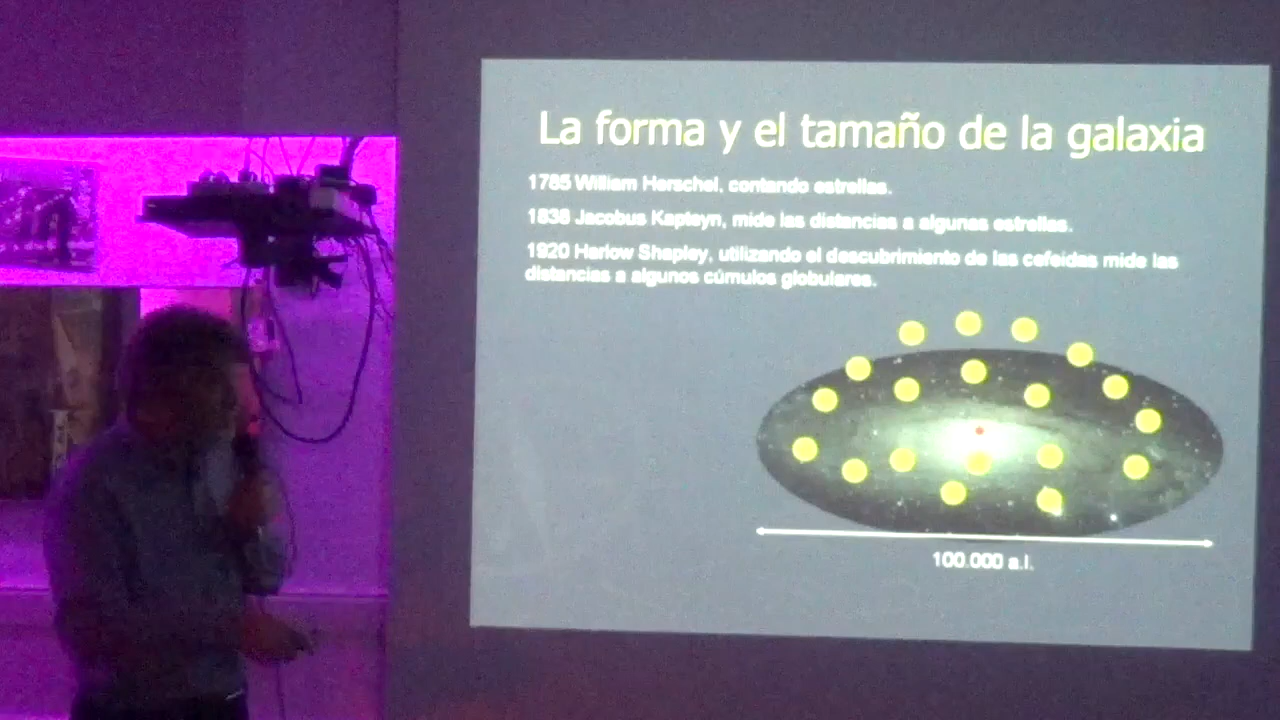 La forma y el tamaño de la galaxia
1785 William Herschel, contando estrellas.
1838 Jacobus Kapteyn, mide las distancias a algunas estrellas.
1920 Harlow Shapley, utilizando el descubrimiento de las cefeidas mide las
distancias a algunos cúmulos globulares.
100.000 a.l.